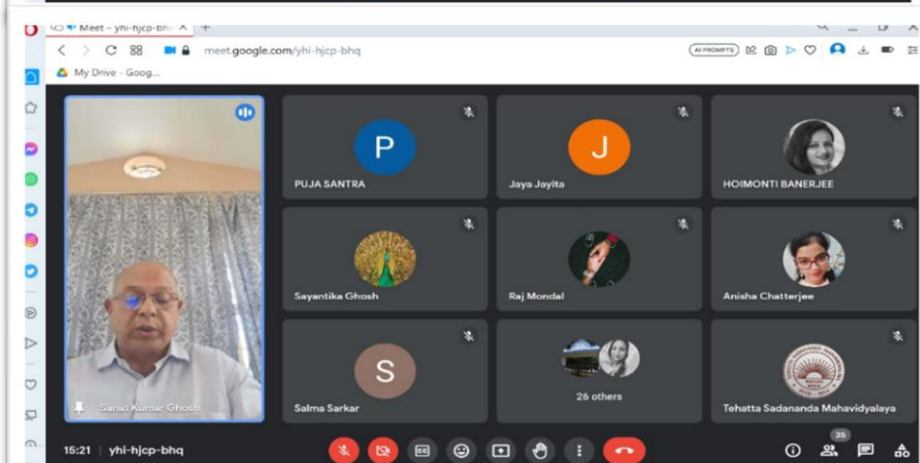 Meet – yhi-hjcp-bh
meet.google.com/yhi-hjcp-bhq
AI PROMPTS
My Drive - Goog...
P
PUJA SANTRA
J
Jaya Jayita
HOIMONTI BANERJEE
Sayantika Ghosh
Raj Mondal
Anisha Chatterjee
Sanat Kumar Ghosh
S
Salma Sarkar
26 others
Tehatta Sadananda Mahavidyalaya
15:21 | yhi-hjcp-bhq
35